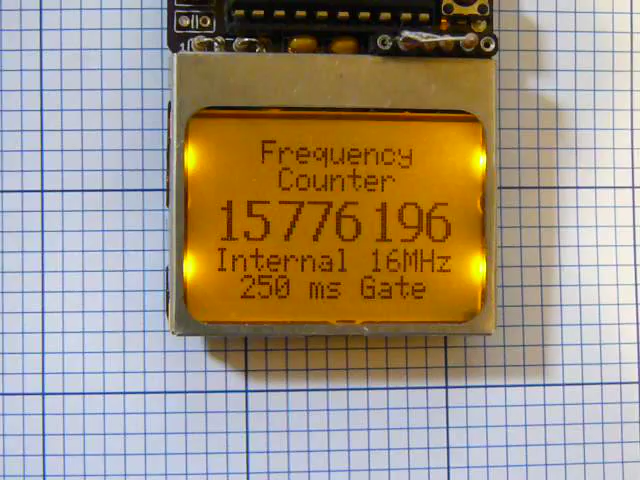 Frequency
Counter
15776196
Internal 16MHz
250 ms Gate